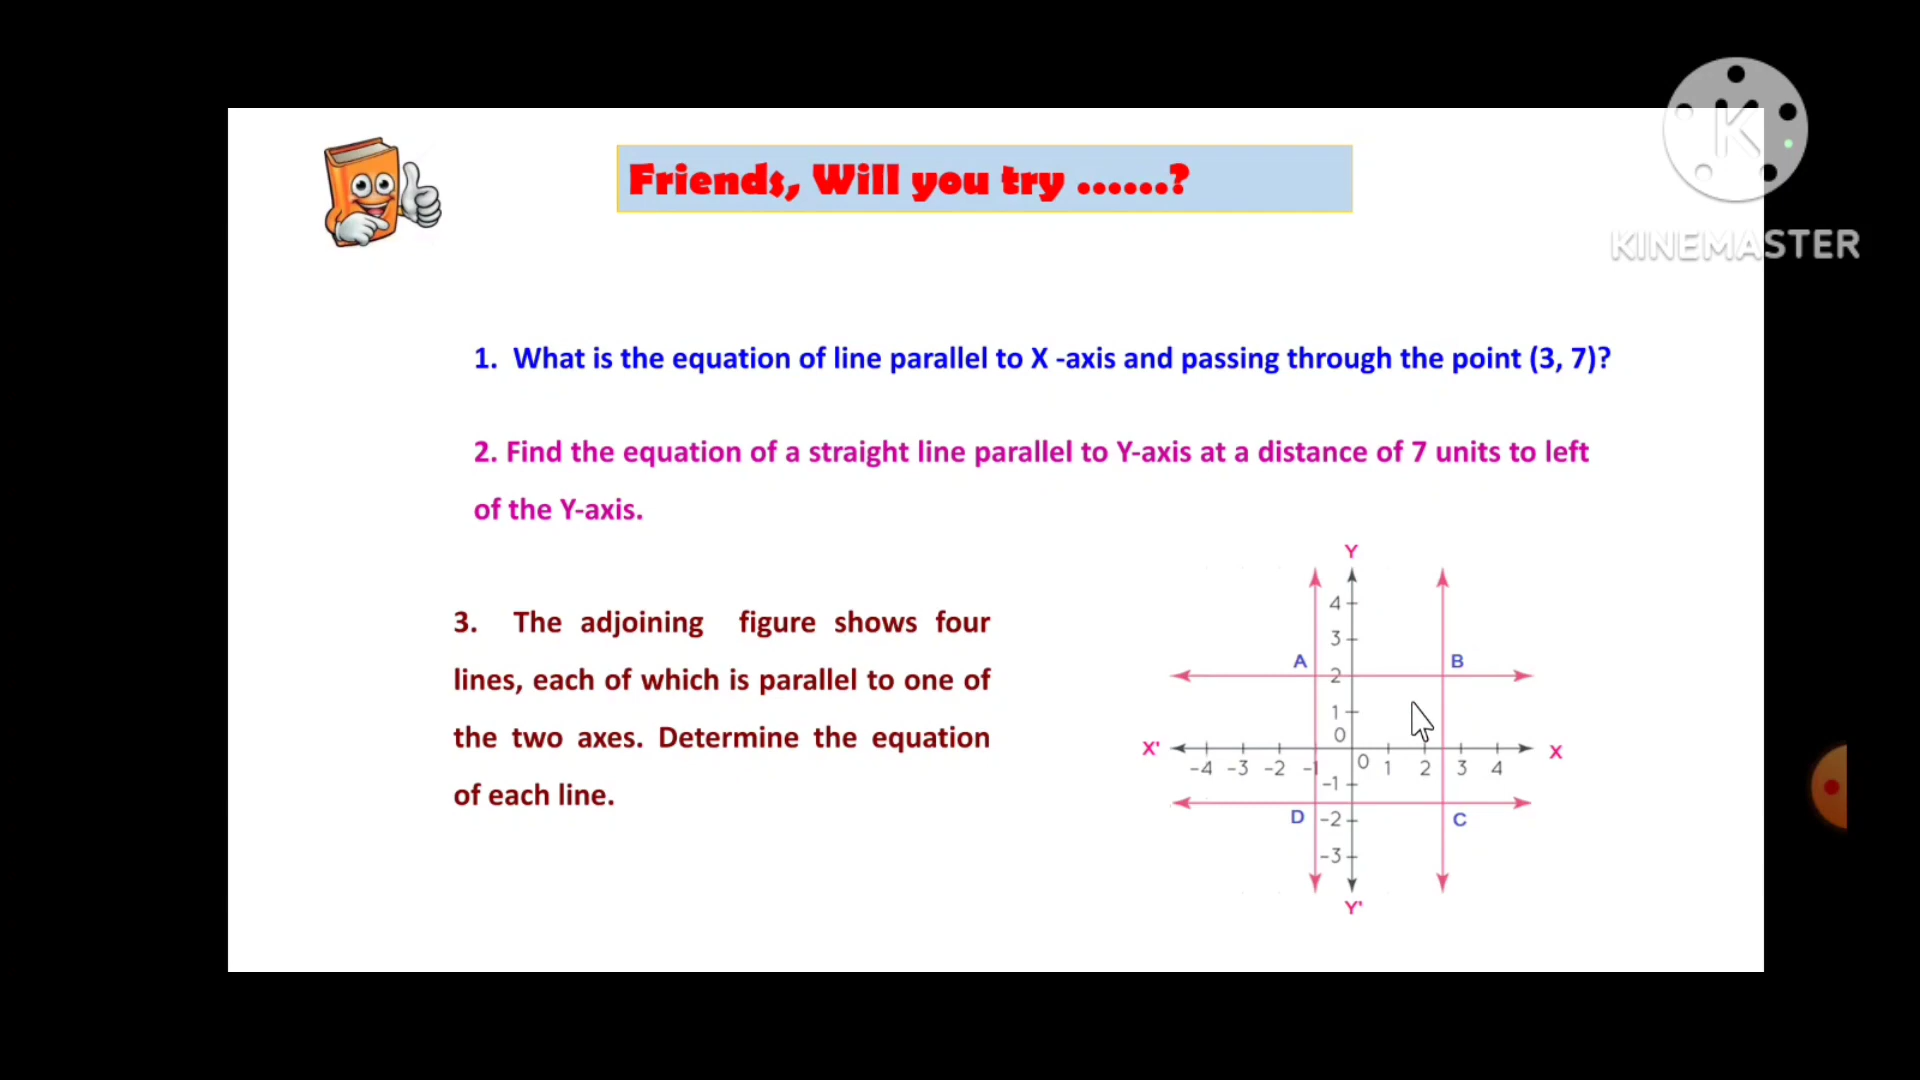 K
KINEMASTER
Friends, Will you try ......?
1. What is the equation of line parallel to X -axis and passing through the point (3, 7)?
2. Find the equation of a straight line parallel to Y-axis at a distance of 7 units to left
of the Y-axis.
3. The adjoining figure shows four
lines, each of which is parallel to one of
the two axes. Determine the equation
of each line.
Y
4
3
A B
2
1
0
X' X
-4 -3 -2 -1 0 1 2 3 4
-1
D -2 C
-3
Y'